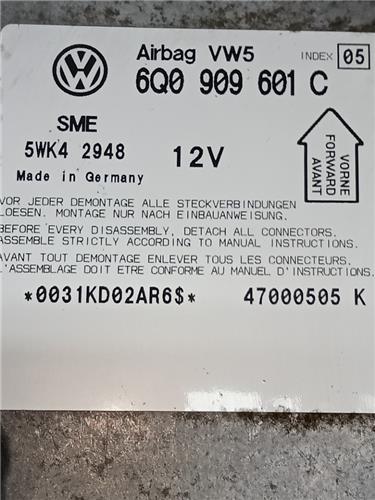 Airbag VW5 INDEX 05
6Q0 909 601 C
SME
5WK4 2948 12V
Made in Germany
VORNE
FORWARD
AVANT
VOR JEDER DEMONTAGE ALLE STECKVERBINDUNGEN
LOESEN. MONTAGE NUR NACH EINBAUANWEISUNG.
BEFORE EVERY DISASSEMBLY, DETACH ALL CONNECTORS.
ASSEMBLE STRICTLY ACCORDING TO MANUAL INSTRUCTIONS.
AVANT TOUT DEMONTAGE ENLEVER TOUS LES CONNECTEURS.
L'ASSEMBLAGE DOIT ETRE CONFORME AU MANUEL D'INSTRUCTIONS.
*0031KD02AR6$* 47000505 K